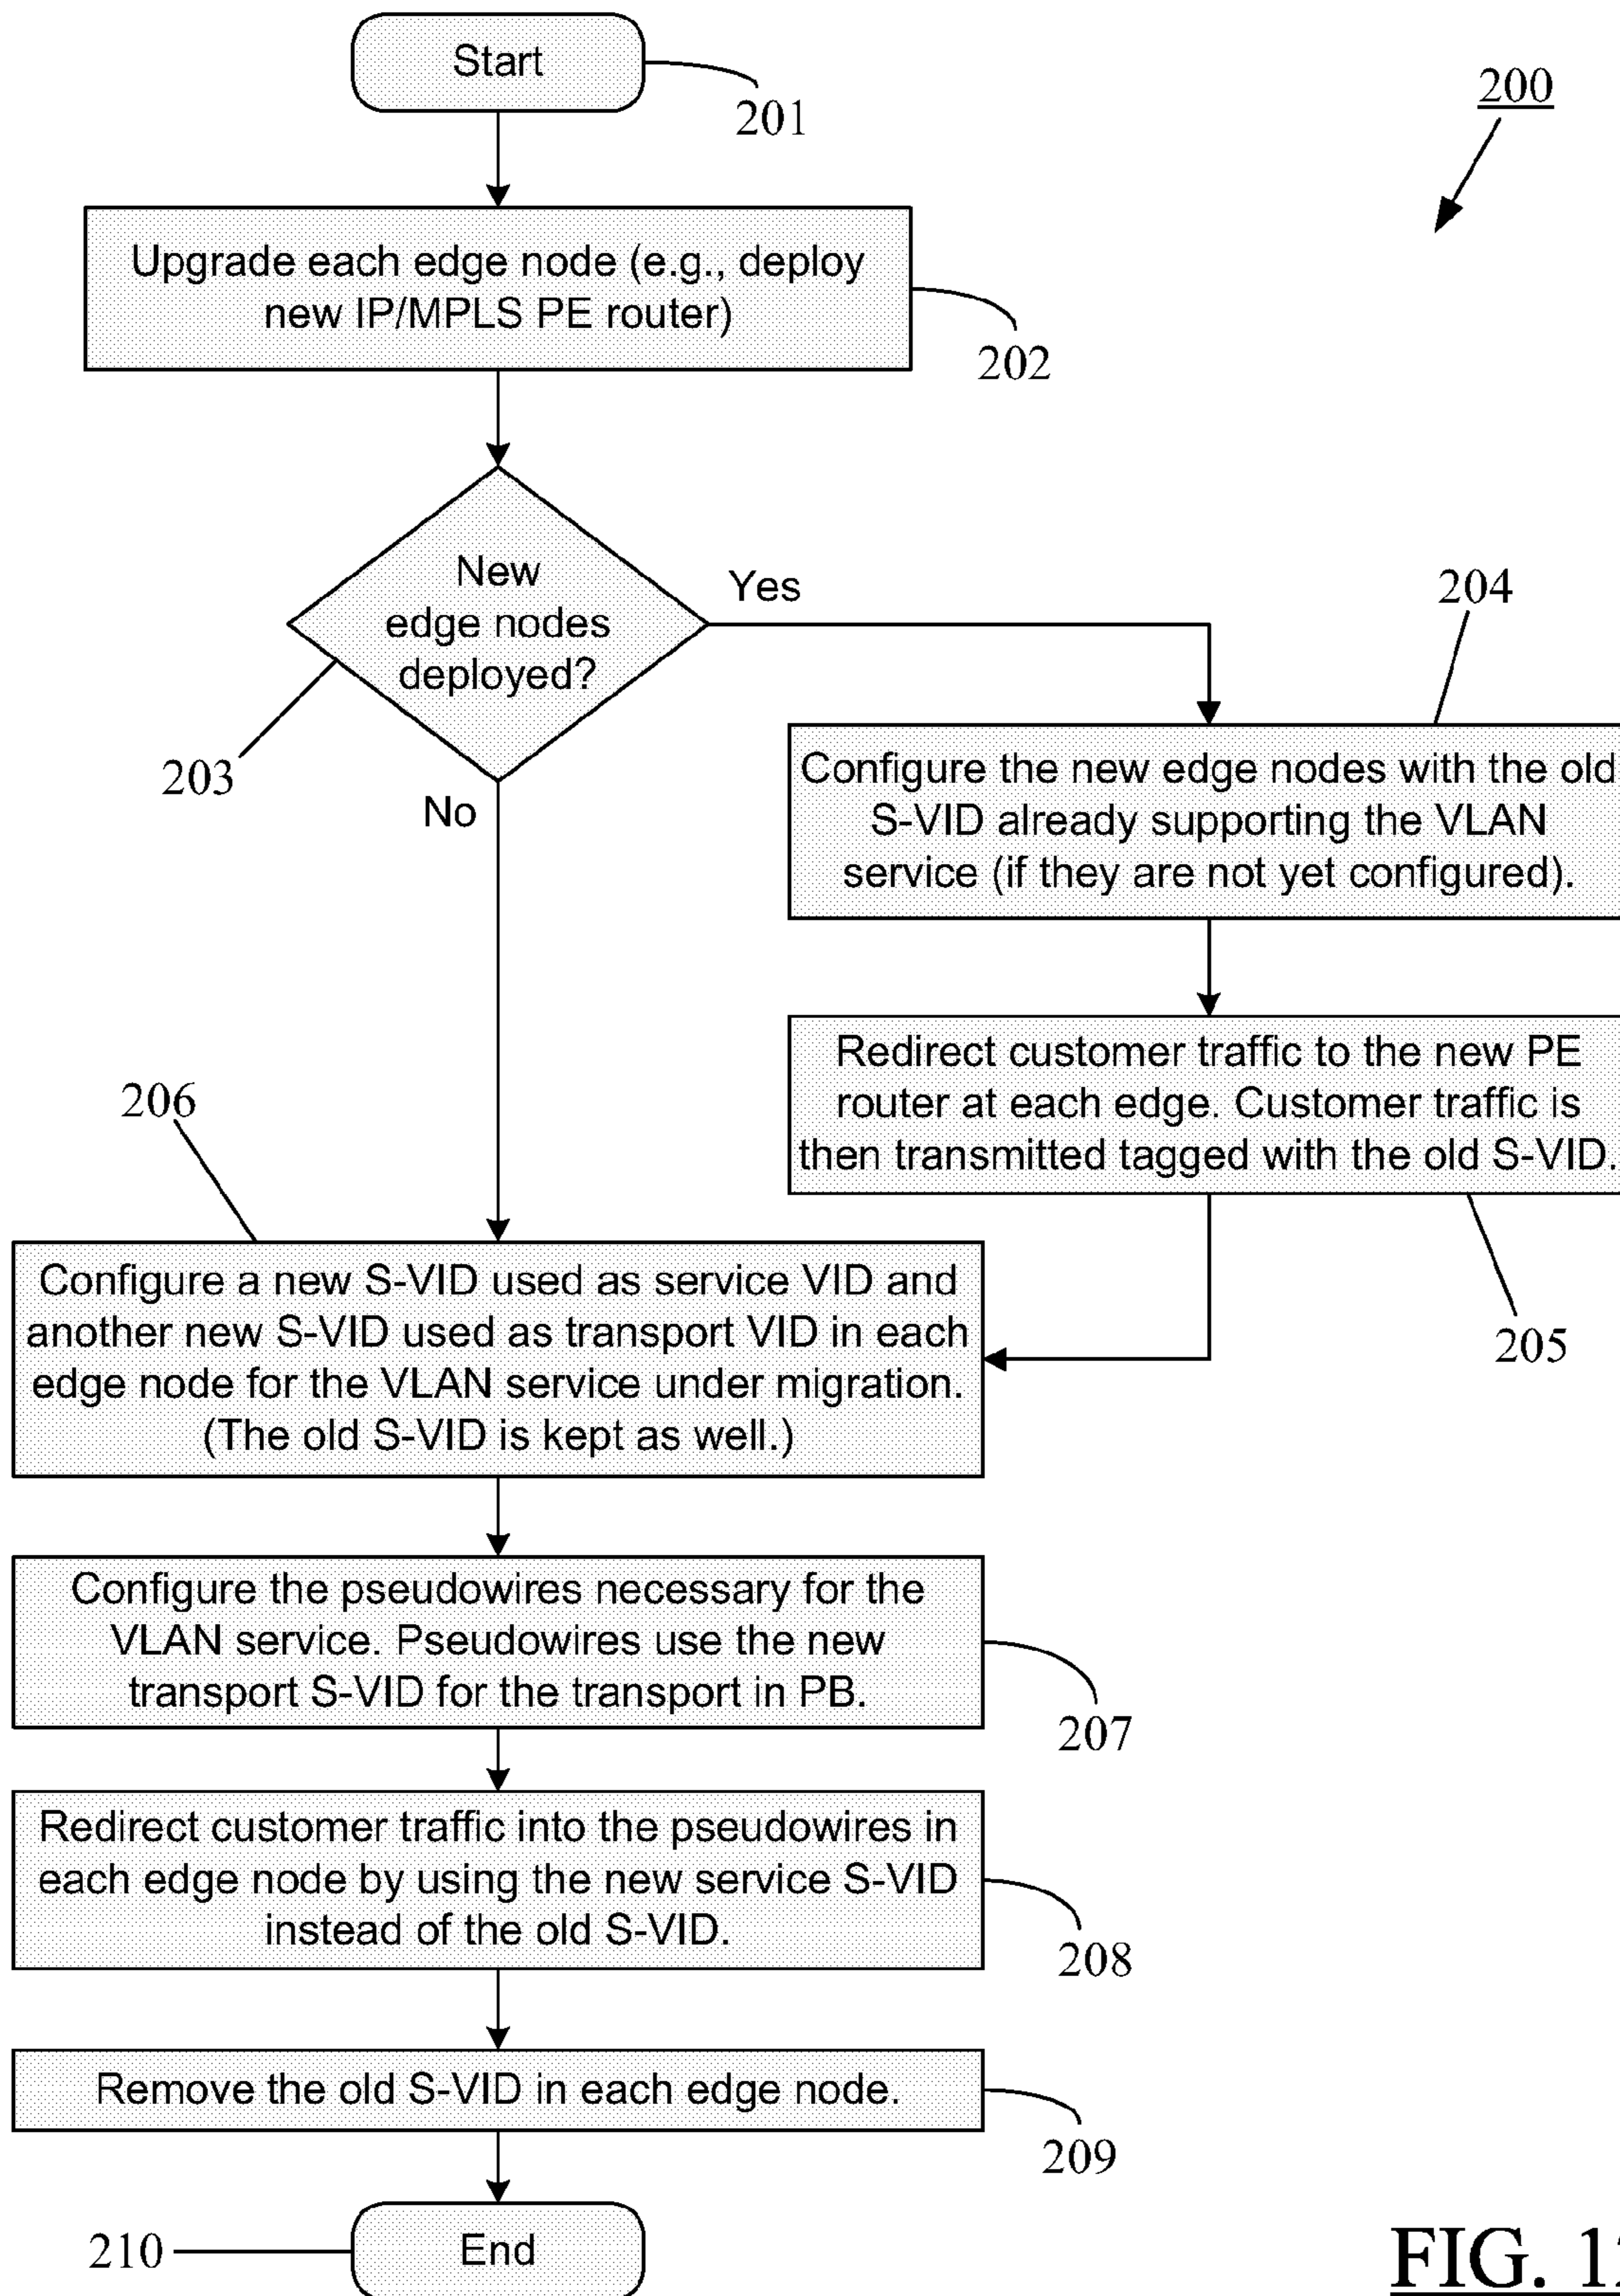 Start
201
200
Upgrade each edge node (e.g., deploy
new IP/MPLS PE router)
202
New
edge nodes
deployed?
Yes
No
203
204
Configure the new edge nodes with the old
S-VID already supporting the VLAN
service (if they are not yet configured).
Redirect customer traffic to the new PE
router at each edge. Customer traffic is
then transmitted tagged with the old S-VID.
205
206
Configure a new S-VID used as service VID and
another new S-VID used as transport VID in each
edge node for the VLAN service under migration.
(The old S-VID is kept as well.)
Configure the pseudowires necessary for the
VLAN service. Pseudowires use the new
transport S-VID for the transport in PB.
207
Redirect customer traffic into the pseudowires in
each edge node by using the new service S-VID
instead of the old S-VID.
208
Remove the old S-VID in each edge node.
209
End
210
FIG.